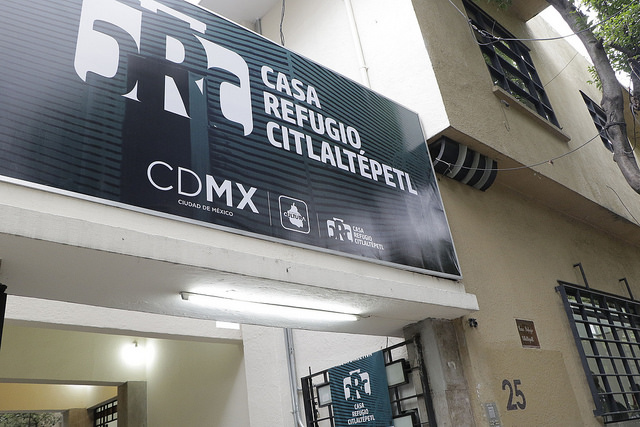 CASA
REFUGIO
CITLALTÉPETL
CDMX
CIUDAD DE MÉXICO
CASA
REFUGIO
CITLALTÉPETL
CASA
REFUGIO
CITLALTÉPETL
25